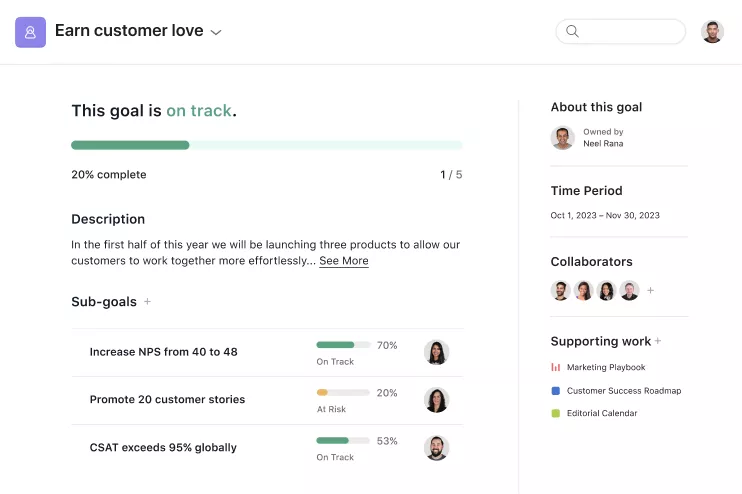 Earn customer love
This goal is on track.
20% complete
1 / 5
Description
In the first half of this year we will be launching three products to allow our
customers to work together more effortlessly... See More
Sub-goals +
Increase NPS from 40 to 48
70%
On Track
Promote 20 customer stories
20%
At Risk
CSAT exceeds 95% globally
53%
On Track
About this goal
Owned by
Neel Rana
Time Period
Oct 1, 2023 – Nov 30, 2023
Collaborators
+
Supporting work +
Marketing Playbook
Customer Success Roadmap
Editorial Calendar